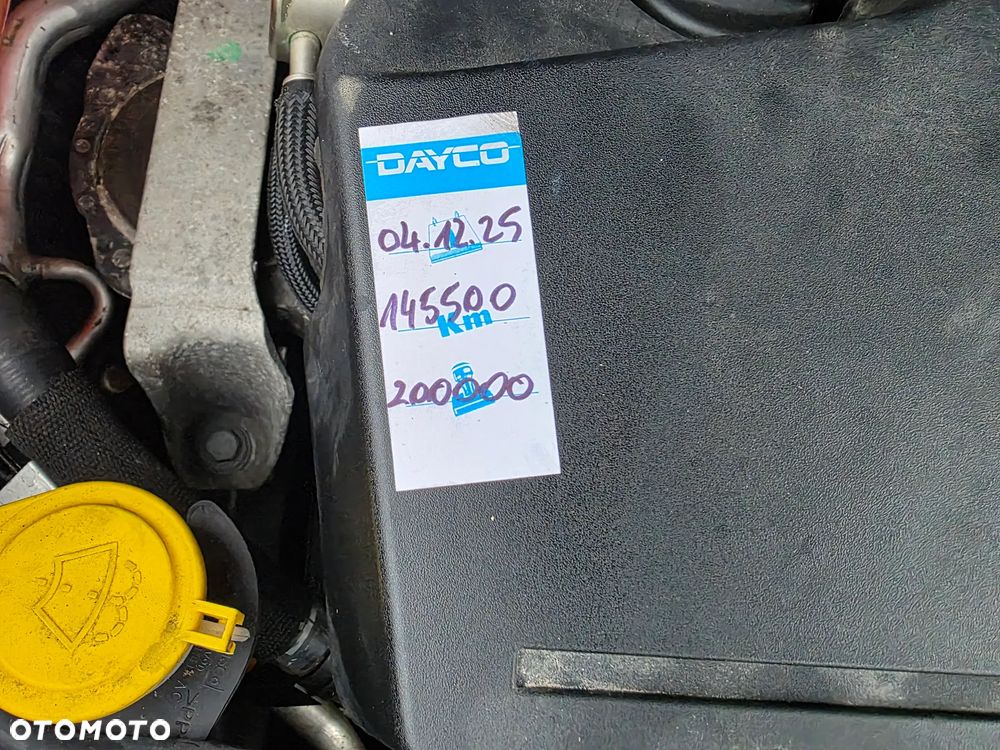 DAYCO
04.12.25
145500
Km
200000
OTOMOTO